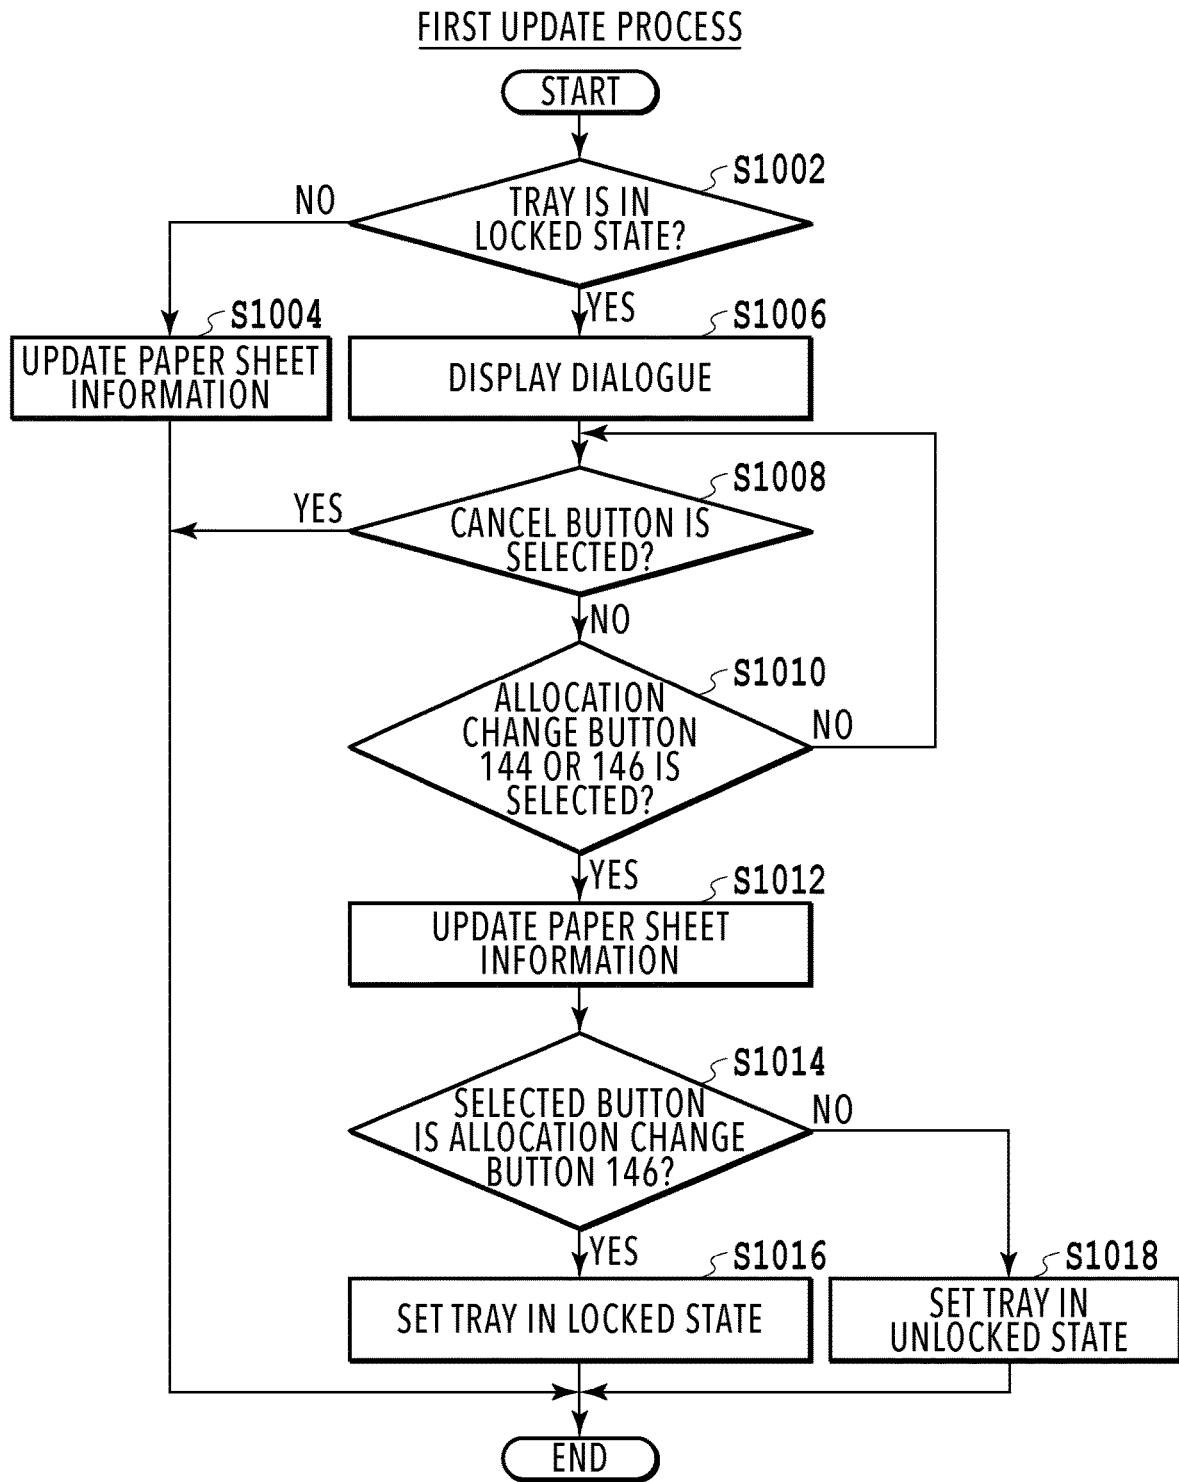 FIRST UPDATE PROCESS
START
S1002
TRAY IS IN
LOCKED STATE?
NO
YES
S1004
UPDATE PAPER SHEET
INFORMATION
S1006
DISPLAY DIALOGUE
S1008
YES
CANCEL BUTTON IS
SELECTED?
NO
S1010
ALLOCATION
CHANGE BUTTON
144 OR 146 IS
SELECTED?
NO
YES
S1012
UPDATE PAPER SHEET
INFORMATION
S1014
SELECTED BUTTON
IS ALLOCATION CHANGE
BUTTON 146?
NO
YES
S1016
SET TRAY IN LOCKED STATE
S1018
SET TRAY IN
UNLOCKED STATE
END